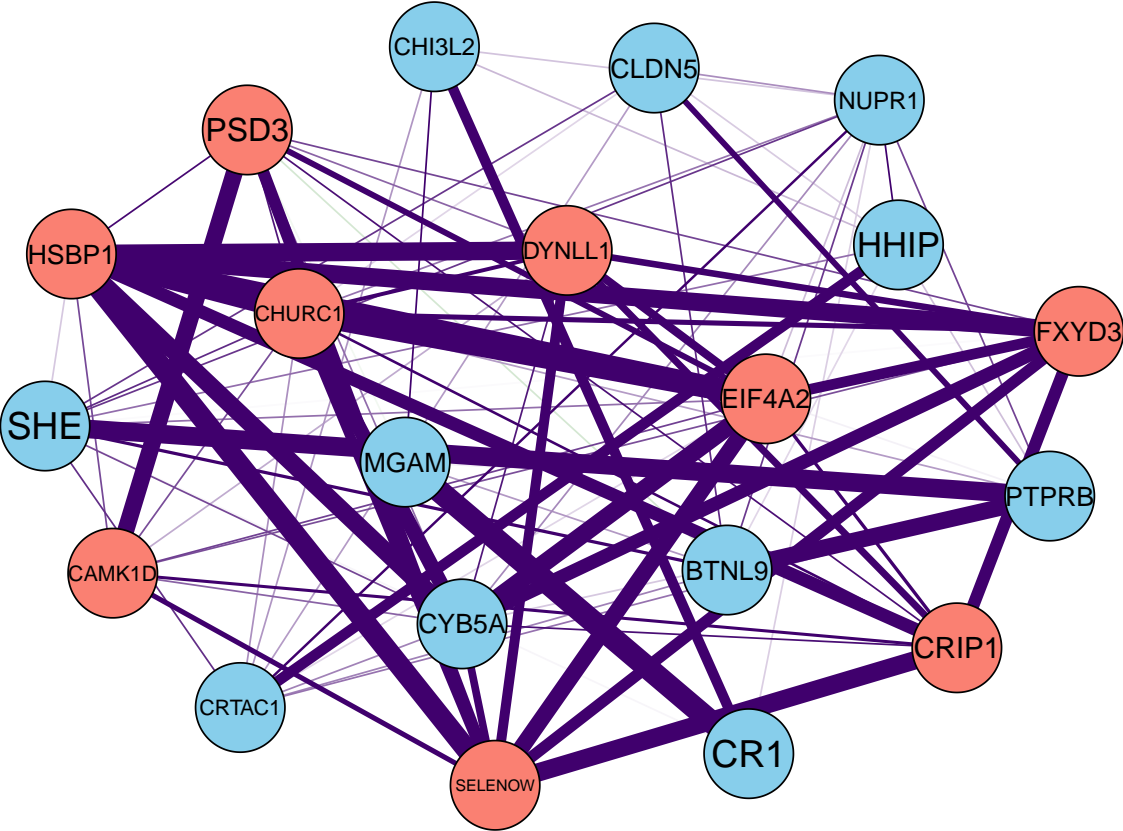 CHI3L2
CLDN5
NUPR1
PSD3
HSBP1
DYNLL1
HHIP
CHURC1
FXYD3
EIF4A2
SHE
MGAM
PTPRB
CAMK1D
BTNL9
CYB5A
CRIP1
CRTAC1
CR1
SELENOW